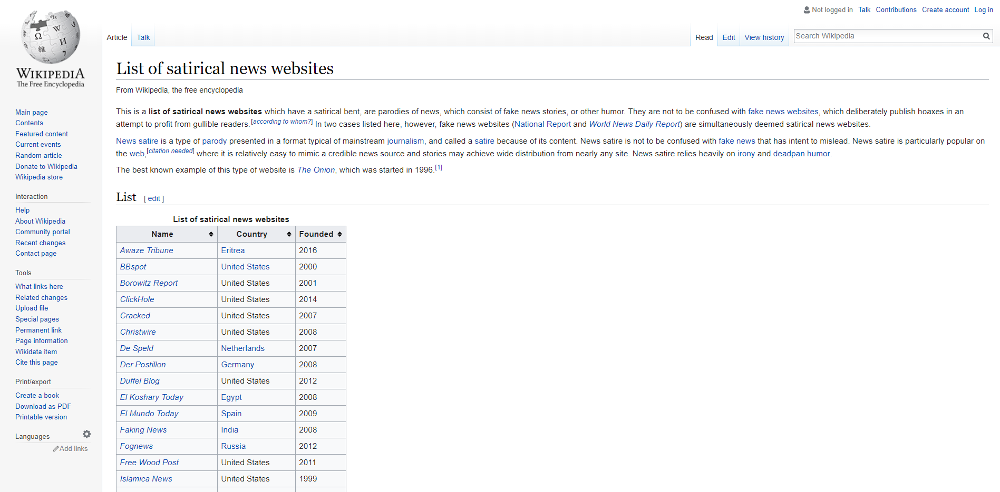 Not logged in Talk Contributions Create account Log in
Article Talk Read Edit View history Search Wikipedia
WIKIPEDIA
The Free Encyclopedia
Main page
Contents
Featured content
Current events
Random article
Donate to Wikipedia
Wikipedia store
Interaction
Help
About Wikipedia
Community portal
Recent changes
Contact page
Tools
What links here
Related changes
Upload file
Special pages
Permanent link
Page information
Wikidata item
Cite this page
Print/export
Create a book
Download as PDF
Printable version
Languages
Add links
List of satirical news websites
From Wikipedia, the free encyclopedia
This is a list of satirical news websites which have a satirical bent, are parodies of news, which consist of fake news stories, or other humor. They are not to be confused with fake news websites, which deliberately publish hoaxes in an
attempt to profit from gullible readers.[according to whom?] In two cases listed here, however, fake news websites (National Report and World News Daily Report) are simultaneously deemed satirical news websites.
News satire is a type of parody presented in a format typical of mainstream journalism, and called a satire because of its content. News satire is not to be confused with fake news that has intent to mislead. News satire is particularly popular on
the web,[citation needed] where it is relatively easy to mimic a credible news source and stories may achieve wide distribution from nearly any site. News satire relies heavily on irony and deadpan humor.
The best known example of this type of website is The Onion, which was started in 1996.[1]
List [ edit ]
List of satirical news websites
Name Country Founded
Awaze Tribune Eritrea 2016
BBspot United States 2000
Borowitz Report United States 2001
ClickHole United States 2014
Cracked United States 2007
Christwire United States 2008
De Speld Netherlands 2007
Der Postillon Germany 2008
Duffel Blog United States 2012
El Koshary Today Egypt 2008
El Mundo Today Spain 2009
Faking News India 2008
Fognews Russia 2012
Free Wood Post United States 2011
Islamica News United States 1999